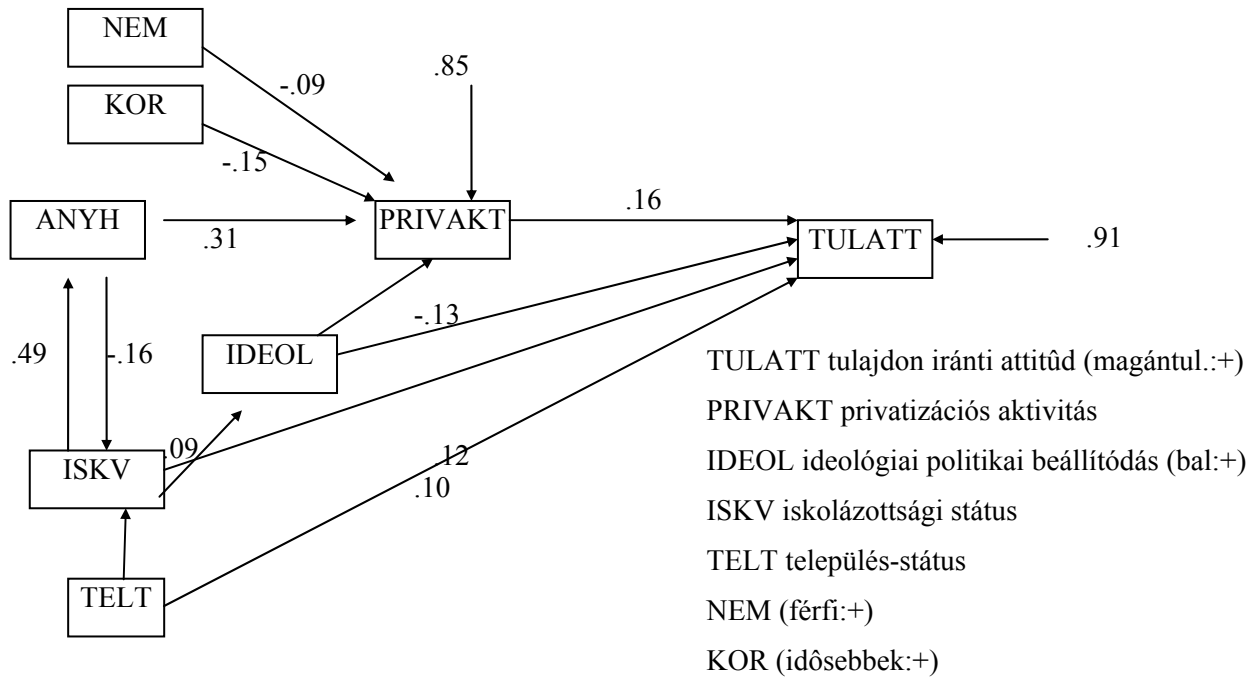 NEM
-.09
.85
KOR
-.15
ANYH
.31
PRIVAKT
.16
TULATT
.91
.49
-.16
IDEOL
-.13
ISKV
.09
.12
.10
TELT
TULATT tulajdon iránti attitûd (magántul.:+)
PRIVAKT privatizációs aktivitás
IDEOL ideológiai politikai beállítódás (bal:+)
ISKV iskolázottsági státus
TELT település-státus
NEM (férfi:+)
KOR (idôsebbek:+)